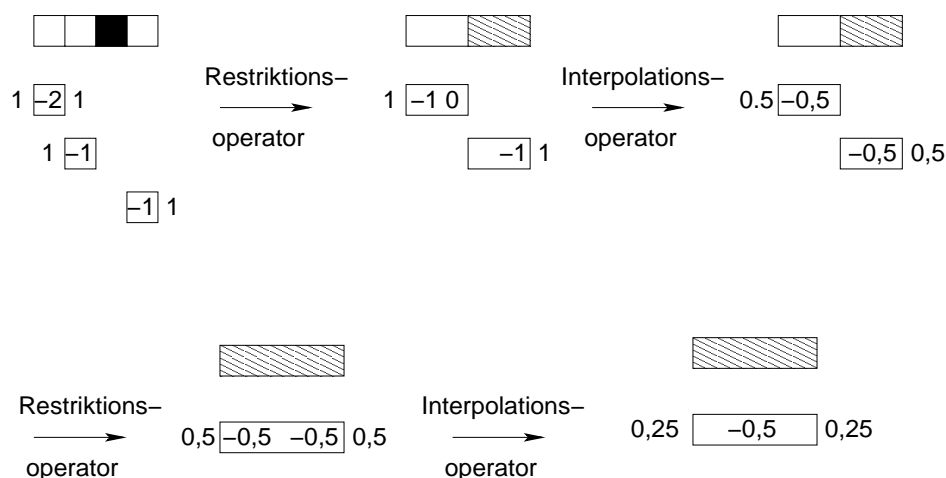 Restriktions–
Interpolations–
1 –2 1
1 –1 0
0.5 –0,5
operator
operator
1 –1
–1 1
–0,5 0,5
–1 1
Restriktions–
Interpolations–
0,5 –0,5 –0,5 0,5
0,25 –0,5 0,25
operator
operator